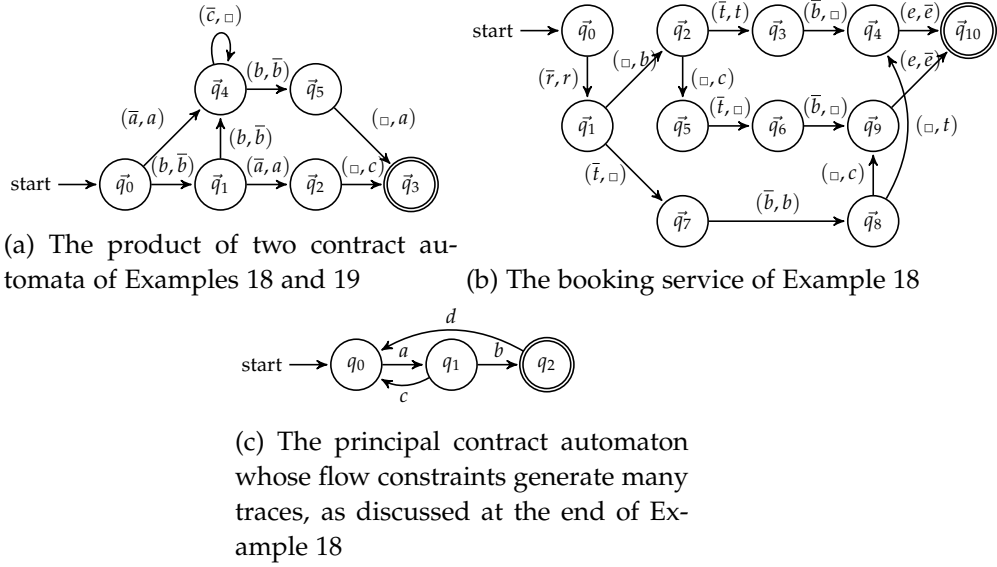 (c̅, □)
(b, b̅)
q⃗4
q⃗5
(a̅, a)
(b, b̅)
(□, a)
start
q⃗0
(b, b̅)
q⃗1
(a̅, a)
q⃗2
(□, c)
q⃗3
(a) The product of two contract au-
tomata of Examples 18 and 19
start
q⃗0
q⃗2
(t̅, t)
q⃗3
(b̅, □)
q⃗4
(e, e̅)
q⃗10
(r̅, r)
(□, b)
(□, c)
(e, e̅)
q⃗1
q⃗5
(t̅, □)
q⃗6
(b̅, □)
q⃗9
(□, t)
(t̅, □)
(□, c)
q⃗7
(b̅, b)
q⃗8
(b) The booking service of Example 18
d
start
q0
a
q1
b
q2
c
(c) The principal contract automaton
whose flow constraints generate many
traces, as discussed at the end of Ex-
ample 18